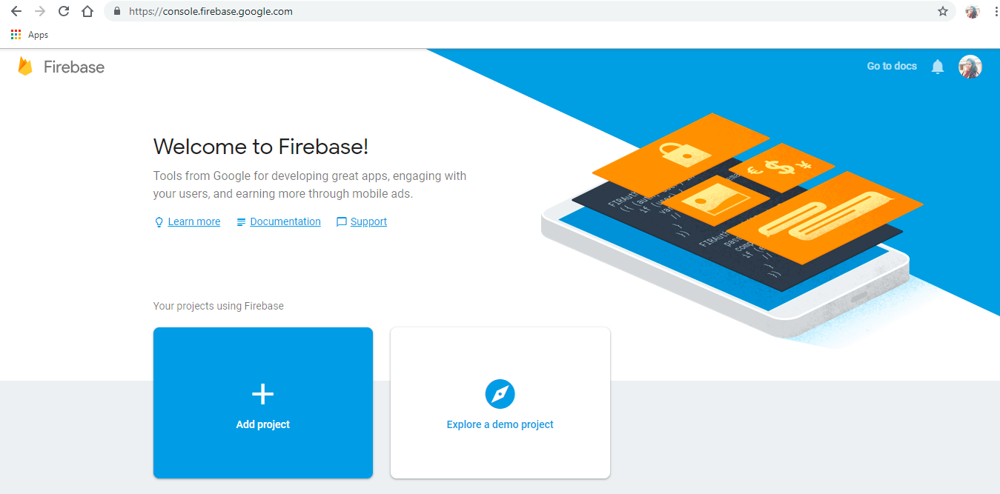 https://console.firebase.google.com
Apps
Firebase
Go to docs
Welcome to Firebase!
Tools from Google for developing great apps, engaging with
your users, and earning more through mobile ads.
Learn more Documentation Support
Your projects using Firebase
Add project
Explore a demo project